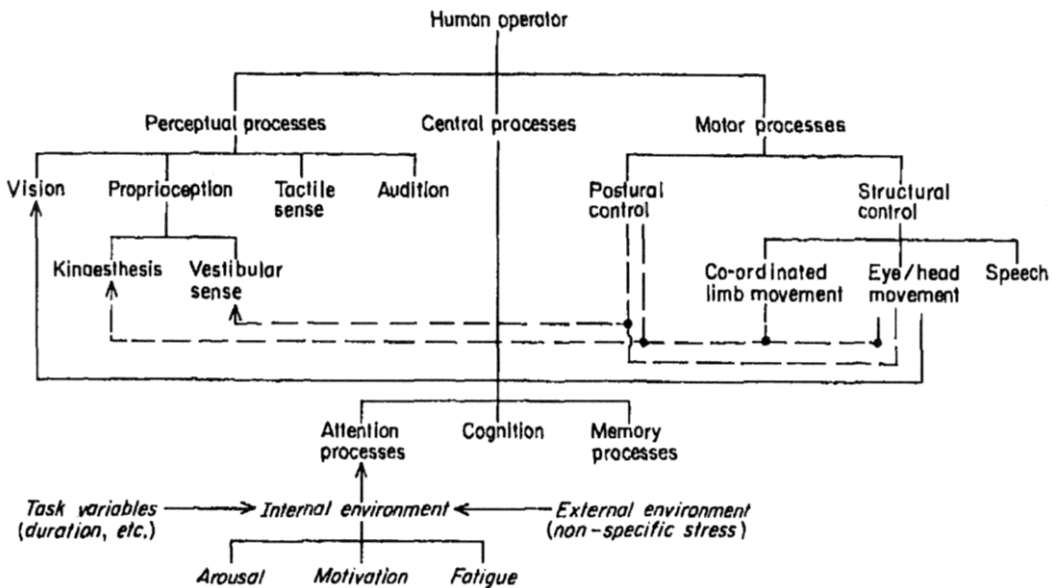 Human operator
Perceptual processes
Central processes
Motor processes
Vision
Proprioception
Tactile
sense
Audition
Postural
control
Structural
control
Kinaesthesis
Vestibular
sense
Co-ordinated
limb movement
Eye/head
movement
Speech
Attention
processes
Cognition
Memory
processes
Task variables
(duration, etc.)
Internal environment
External environment
(non-specific stress)
Arousal
Motivation
Fatigue